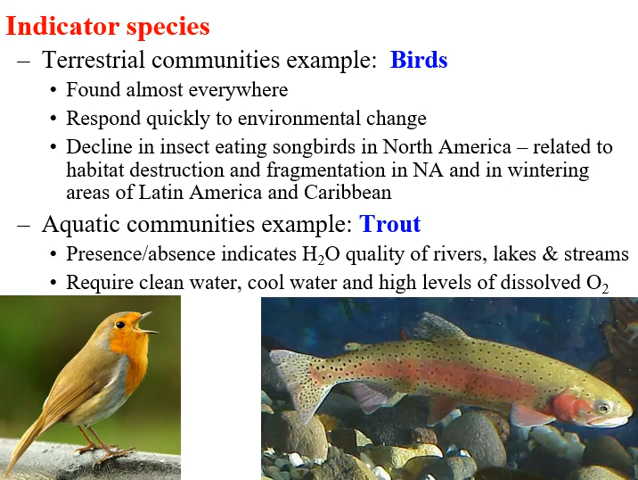 Indicator species
– Terrestrial communities example: Birds
• Found almost everywhere
• Respond quickly to environmental change
• Decline in insect eating songbirds in North America – related to
habitat destruction and fragmentation in NA and in wintering
areas of Latin America and Caribbean
– Aquatic communities example: Trout
• Presence/absence indicates H₂O quality of rivers, lakes & streams
• Require clean water, cool water and high levels of dissolved O₂